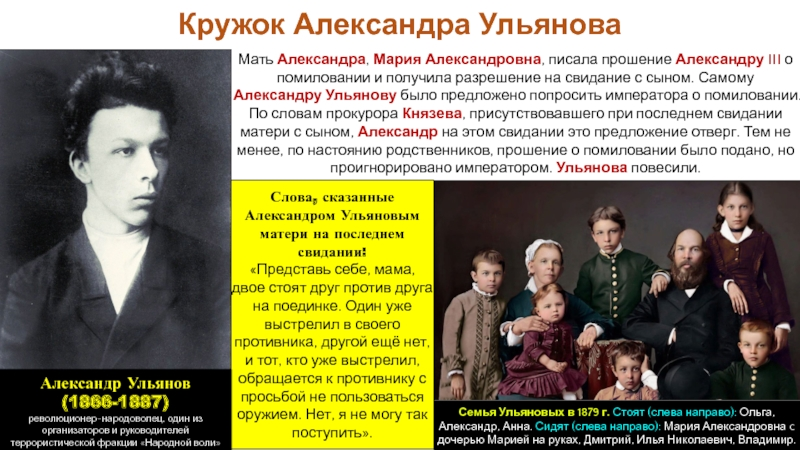 Кружок Александра Ульянова
Мать Александра, Мария Александровна, писала прошение Александру III о
помиловании и получила разрешение на свидание с сыном. Самому
Александру Ульянову было предложено попросить императора о помиловании.
По словам прокурора Князева, присутствовавшего при последнем свидании
матери с сыном, Александр на этом свидании это предложение отверг. Тем не
менее, по настоянию родственников, прошение о помиловании было подано, но
проигнорировано императором. Ульянова повесили.
Слова, сказанные
Александром Ульяновым
матери на последнем
свидании:
«Представь себе, мама,
двое стоят друг против друга
на поединке. Один уже
выстрелил в своего
противника, другой ещё нет,
и тот, кто уже выстрелил,
обращается к противнику с
просьбой не пользоваться
оружием. Нет, я не могу так
поступить».
Александр Ульянов
(1866-1887)
революционер-народоволец, один из
организаторов и руководителей
террористической фракции «Народной воли»
Семья Ульяновых в 1879 г. Стоят (слева направо): Ольга,
Александр, Анна. Сидят (слева направо): Мария Александровна с
дочерью Марией на руках, Дмитрий, Илья Николаевич, Владимир.